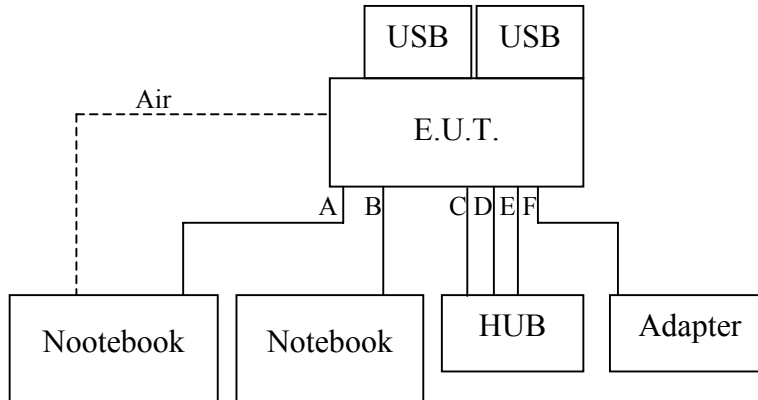 USB USB
Air
E.U.T.
A B C D E F
Nootebook Notebook HUB Adapter